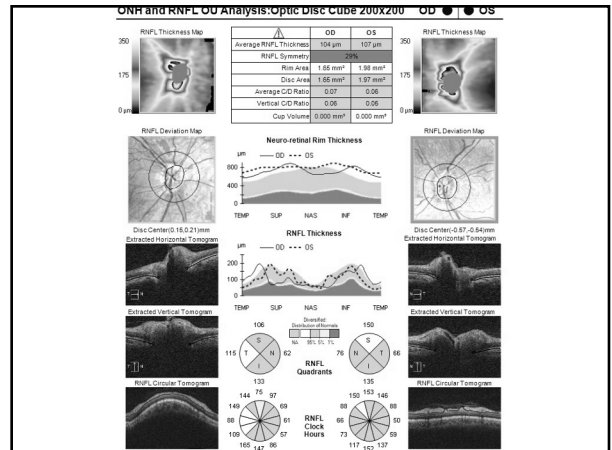 ONH and RNFL OU Analysis:Optic Disc Cube 200x200 OD OS
RNFL Thickness Map
350
175
0 µm
OD OS
Average RNFL Thickness 104 µm 107 µm
RNFL Symmetry 29%
Rim Area 1.65 mm² 1.98 mm²
Disc Area 1.65 mm² 1.97 mm²
Average C/D Ratio 0.07 0.06
Vertical C/D Ratio 0.06 0.06
Cup Volume 0.000 mm³ 0.000 mm³
RNFL Thickness Map
350
175
0 µm
RNFL Deviation Map
Disc Center(0.15,0.21)mm
Neuro-retinal Rim Thickness
µm OD OS
800
400
0
TEMP SUP NAS INF TEMP
RNFL Deviation Map
Disc Center(-0.57,-0.54)mm
Extracted Horizontal Tomogram
T N
RNFL Thickness
µm OD OS
200
100
0
TEMP SUP NAS INF TEMP
Extracted Horizontal Tomogram
T N
Extracted Vertical Tomogram
T N
Diversified:
Distribution of Normals
NA 95% 5% 1%
106
115 S T N I 62
133
RNFL
Quadrants
150
76 S N T I 66
135
Extracted Vertical Tomogram
T N
RNFL Circular Tomogram
144 75 97
149 69
88 61
109 57
165 147 86
RNFL
Clock
Hours
150 153 146
88 88
66 50
73 59
117 152 137
RNFL Circular Tomogram